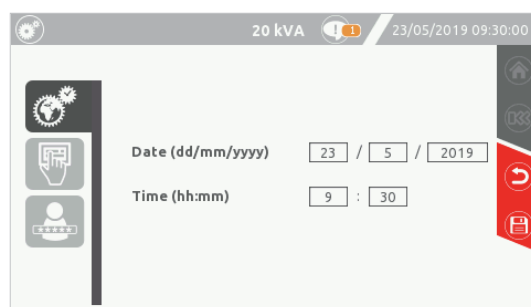 20 kVA 1 23/05/2019 09:30:00
Date (dd/mm/yyyy) 23 / 5 / 2019
Time (hh:mm) 9 : 30
*****